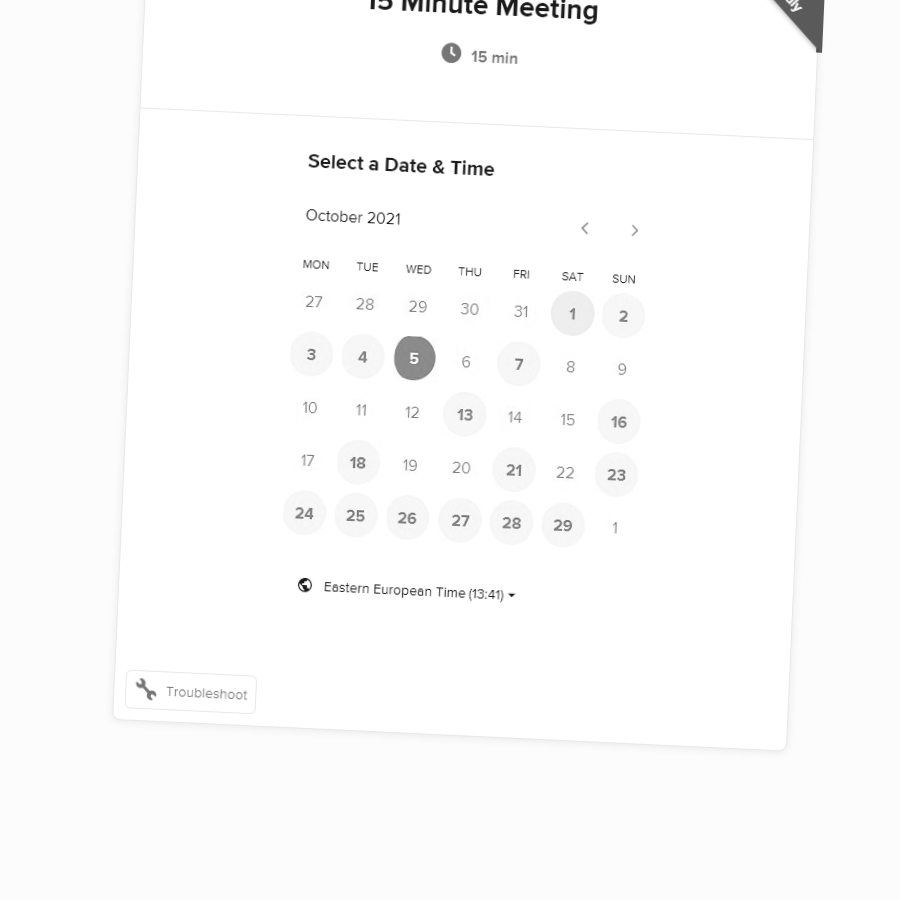 15 Minute Meeting
15 min
Select a Date & Time
October 2021
MON TUE WED THU FRI SAT SUN
27 28 29 30 31 1 2
3 4 5 6 7 8 9
10 11 12 13 14 15 16
17 18 19 20 21 22 23
24 25 26 27 28 29 1
Eastern European Time (13:41)
Troubleshoot